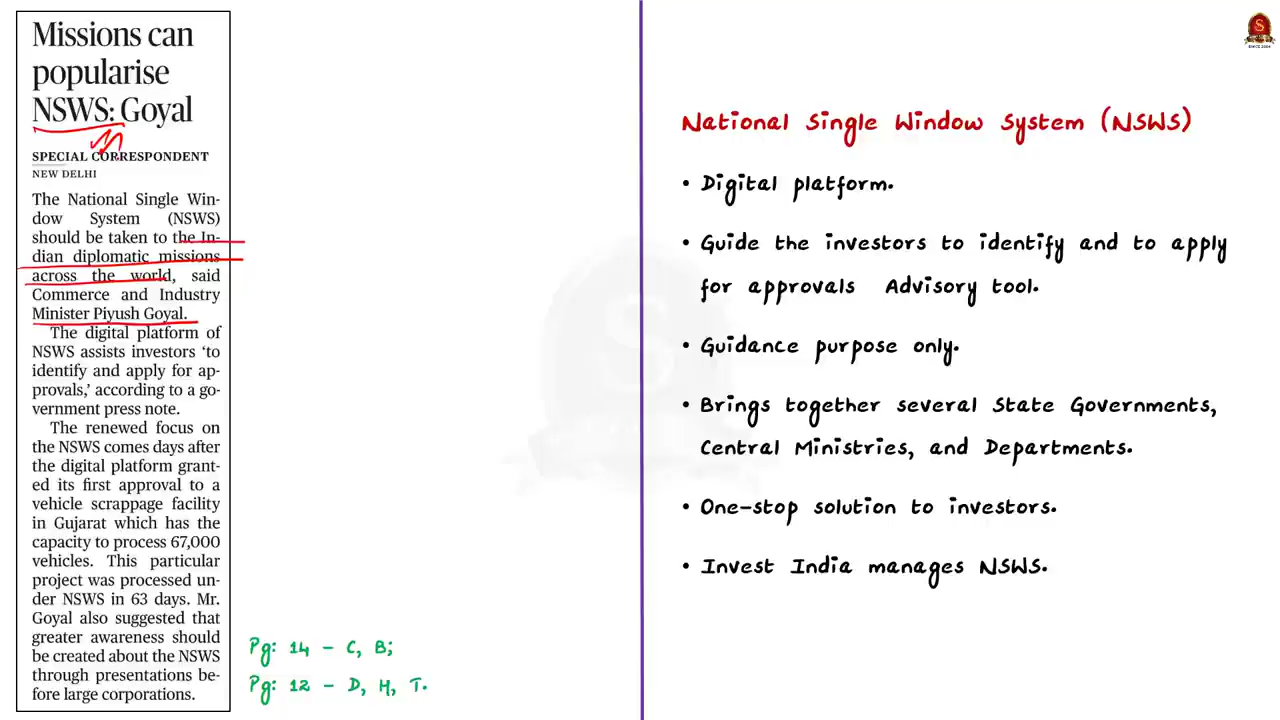 Missions can
popularise
NSWS: Goyal
SPECIAL CORRESPONDENT
NEW DELHI
The National Single Win-
dow System (NSWS)
should be taken to the In-
dian diplomatic missions
across the world, said
Commerce and Industry
Minister Piyush Goyal.
The digital platform of
NSWS assists investors ‘to
identify and apply for ap-
provals,’ according to a go-
vernment press note.
The renewed focus on
the NSWS comes days after
the digital platform grant-
ed its first approval to a
vehicle scrappage facility
in Gujarat which has the
capacity to process 67,000
vehicles. This particular
project was processed un-
der NSWS in 63 days. Mr.
Goyal also suggested that
greater awareness should
be created about the NSWS
through presentations be-
fore large corporations.
Pg: 14 - C, B;
Pg: 12 - D, H, T.
National Single Window System (NSWS)
• Digital platform.
• Guide the investors to identify and to apply
for approvals Advisory tool.
• Guidance purpose only.
• Brings together several State Governments,
Central Ministries, and Departments.
• One-stop solution to investors.
• Invest India manages NSWS.